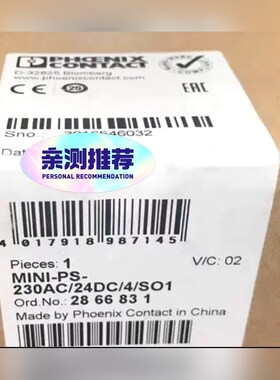 PHOENIX
CONTACT
D-32825 Blomberg
www.phoenixcontact.com
25
EAC
Sno.:
亲测推荐
PERSONAL RECOMMENDATION
4 017918 987145
Pieces: 1
V/C: 02
MINI-PS-
230AC/24DC/4/SO1
Ord.No.: 28 66 83 1
Made by Phoenix Contact in China